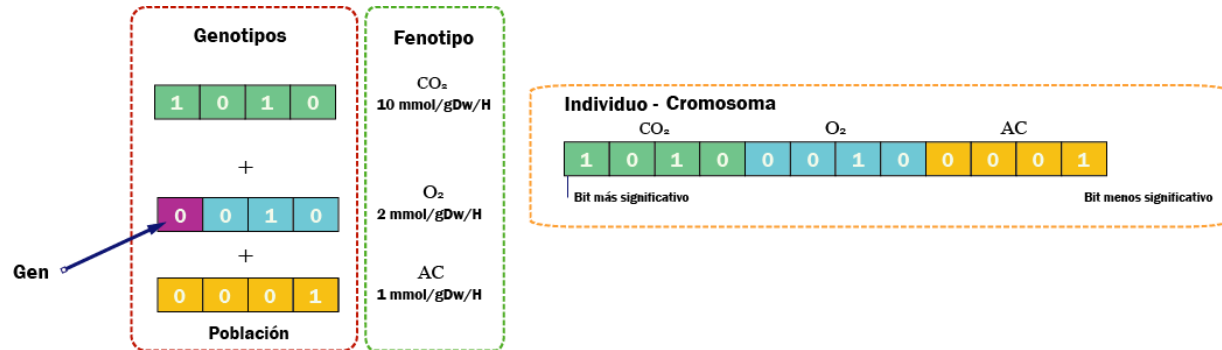 Genotipos
1 0 1 0
+
0 0 1 0
+
0 0 0 1
Población
Gen
Fenotipo
CO₂
10 mmol/gDw/H
O₂
2 mmol/gDw/H
AC
1 mmol/gDw/H
Individuo - Cromosoma
CO₂ O₂ AC
1 0 1 0 0 0 1 0 0 0 0 1
Bit más significativo Bit menos significativo